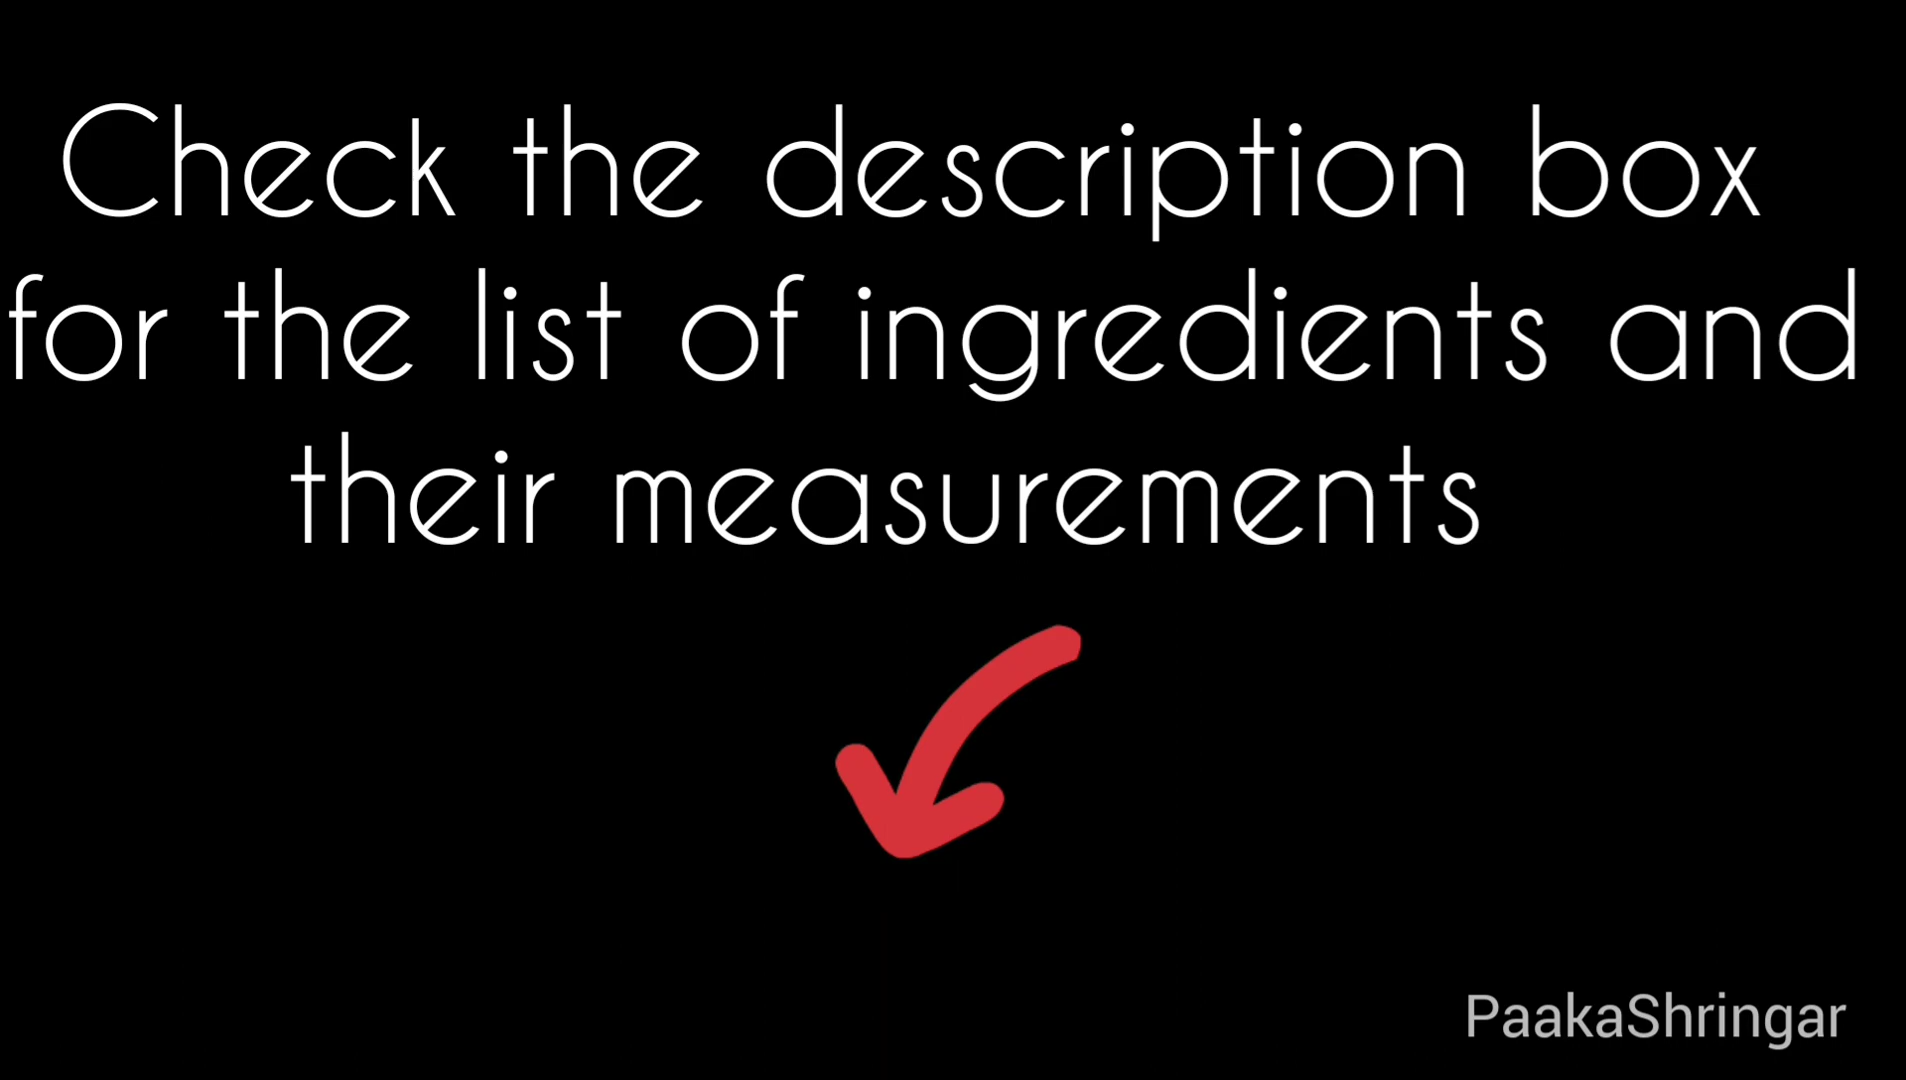 Check the description box
for the list of ingredients and
their measurements
PaakaShringar